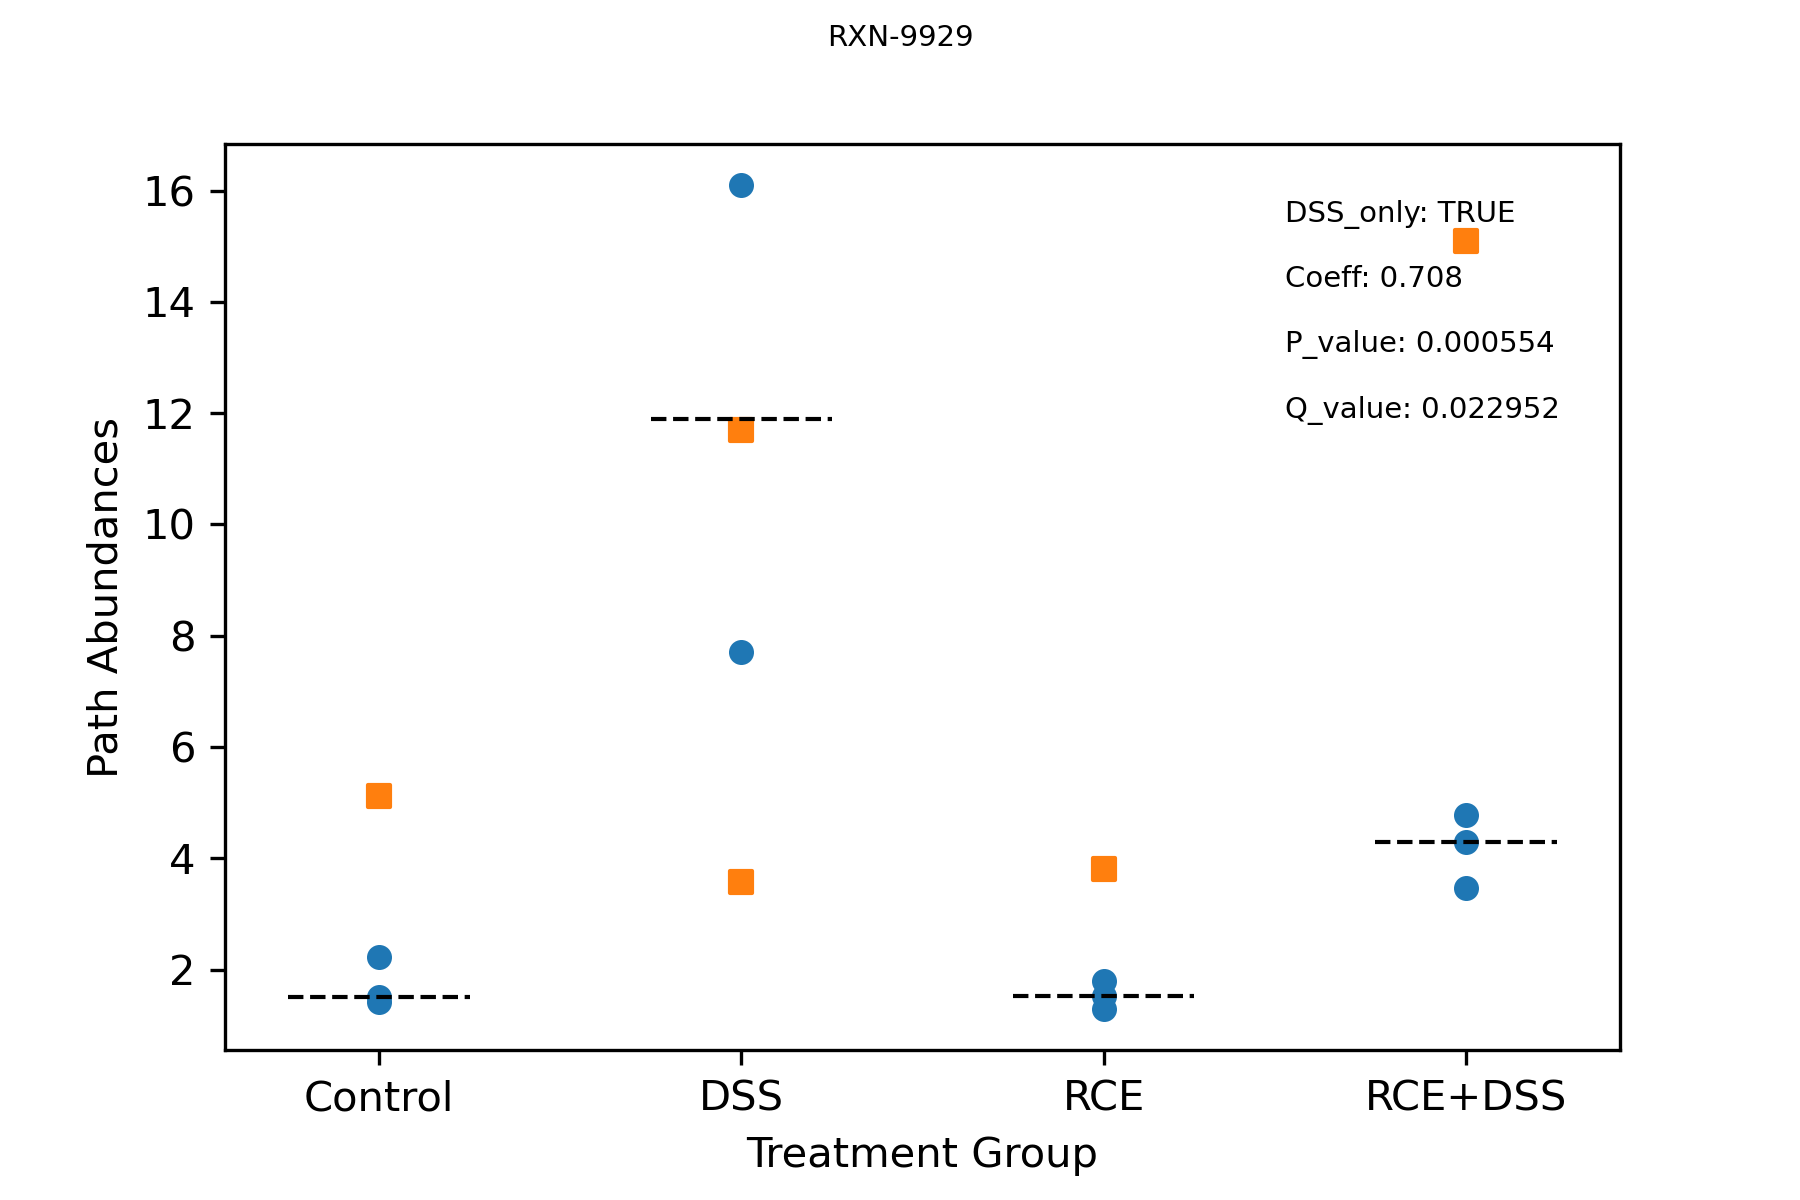 RXN-9929
DSS_only: TRUE
Coeff: 0.708
P_value: 0.000554
Q_value: 0.022952
Path Abundances
16
14
12
10
8
6
4
2
Control DSS RCE RCE+DSS
Treatment Group